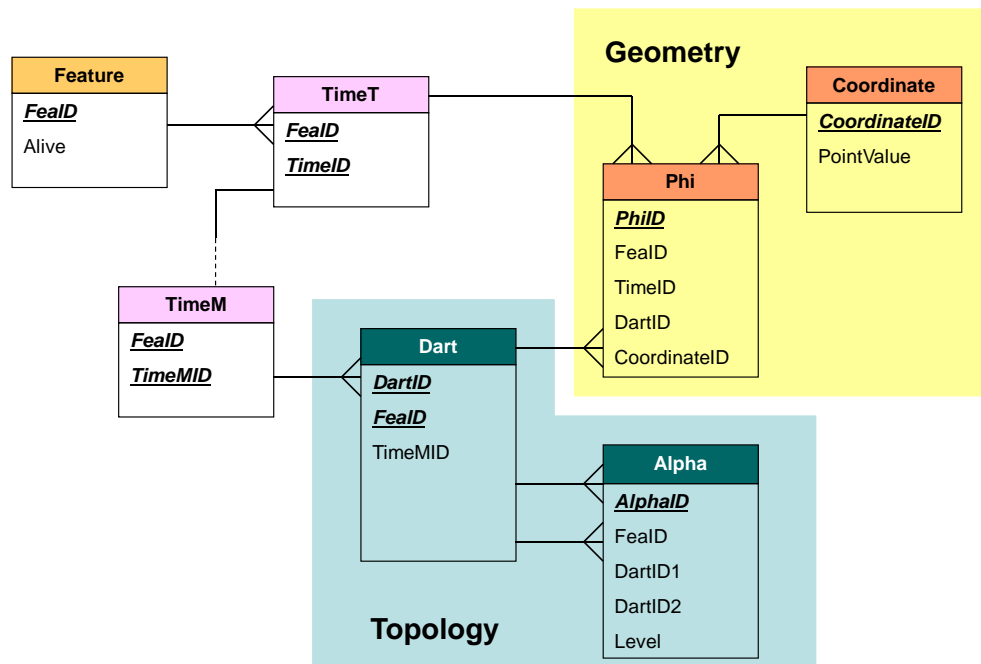 Geometry
Feature
FeaID
Alive
TimeT
FeaID
TimeID
Coordinate
CoordinateID
PointValue
Phi
PhiID
FeaID
TimeID
DartID
CoordinateID
TimeM
FeaID
TimeMID
Dart
DartID
FeaID
TimeMID
Alpha
AlphaID
FeaID
DartID1
DartID2
Level
Topology